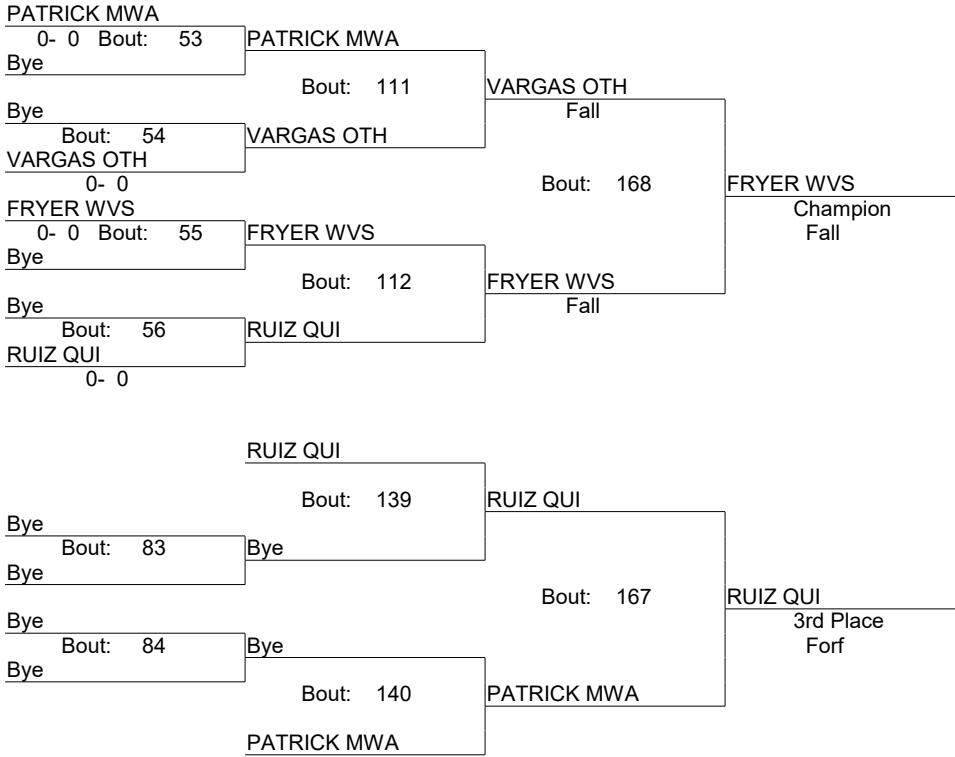 PATRICK MWA
0- 0 Bout: 53 PATRICK MWA
Bye
Bout: 111 VARGAS OTH
Bye Fall
Bout: 54 VARGAS OTH
VARGAS OTH
0- 0 Bout: 168 FRYER WVS
FRYER WVS Champion
0- 0 Bout: 55 FRYER WVS Fall
Bye
Bout: 112 FRYER WVS
Bye Fall
Bout: 56 RUIZ QUI
RUIZ QUI
0- 0
RUIZ QUI
Bout: 139 RUIZ QUI
Bye
Bout: 83 Bye
Bye
Bout: 167 RUIZ QUI
Bye 3rd Place
Bout: 84 Bye Forf
Bye
Bout: 140 PATRICK MWA
PATRICK MWA